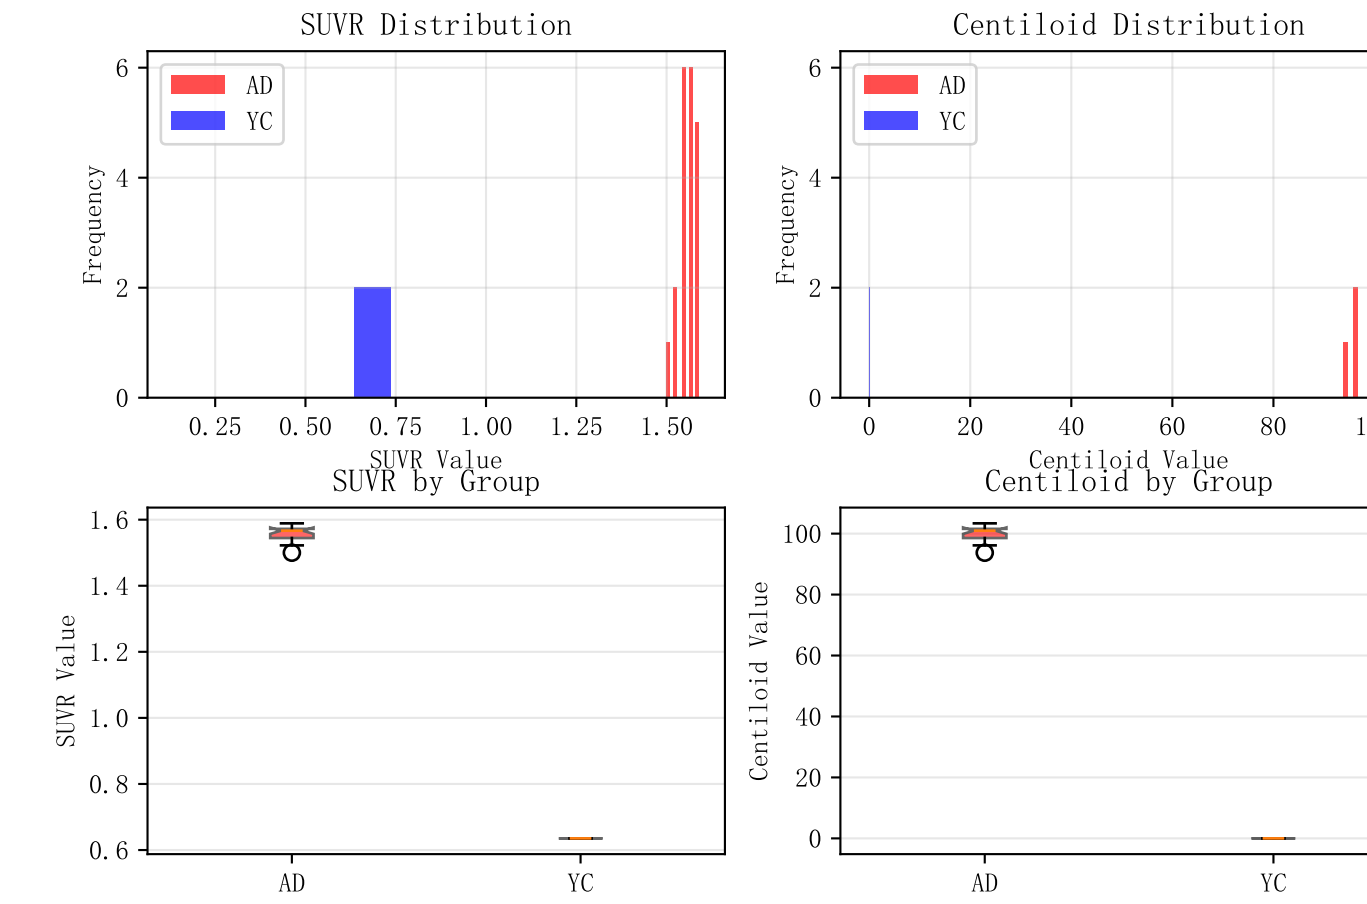 SUVR Distribution
6
4
2
0
Frequency
AD
YC
0.25 0.50 0.75 1.00 1.25 1.50
SUVR Value
Centiloid Distribution
6
4
2
0
Frequency
AD
YC
0 20 40 60 80 1
Centiloid Value
SUVR by Group
1.6
1.4
1.2
1.0
0.8
0.6
SUVR Value
AD YC
Centiloid by Group
100
80
60
40
20
0
Centiloid Value
AD YC